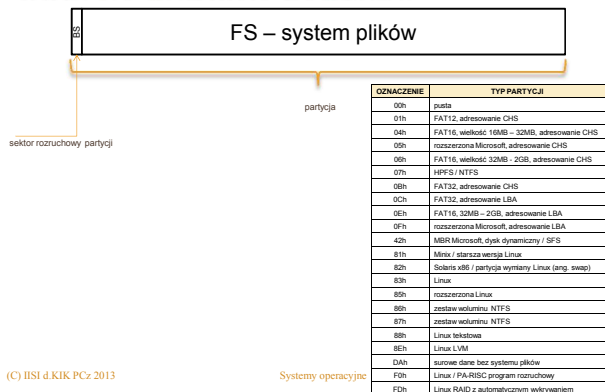 BS
FS – system plików
partycja
sektor rozruchowy partycji
OZNACZENIE TYP PARTYCJI
00h pusta
01h FAT12, adresowanie CHS
04h FAT16, wielkość 16MB – 32MB, adresowanie CHS
05h rozszerzona Microsoft, adresowanie CHS
06h FAT16, wielkość 32MB - 2GB, adresowanie CHS
07h HPFS / NTFS
0Bh FAT32, adresowanie CHS
0Ch FAT32, adresowanie LBA
0Eh FAT16, 32MB – 2GB, adresowanie LBA
0Fh rozszerzona Microsoft, adresowanie LBA
42h MBR Microsoft, dysk dynamiczny / SFS
81h Minix / starsza wersja Linux
82h Solaris x86 / partycja wymiany Linux (ang. swap)
83h Linux
85h rozszerzona Linux
86h zestaw woluminu NTFS
87h zestaw woluminu NTFS
88h Linux tekstowa
8Eh Linux LVM
DAh surowe dane bez systemu plików
F0h Linux / PA-RISC program rozruchowy
FDh Linux RAID z automatycznym wykrywaniem
(C) IISI d.KIK PCz 2013
Systemy operacyjne